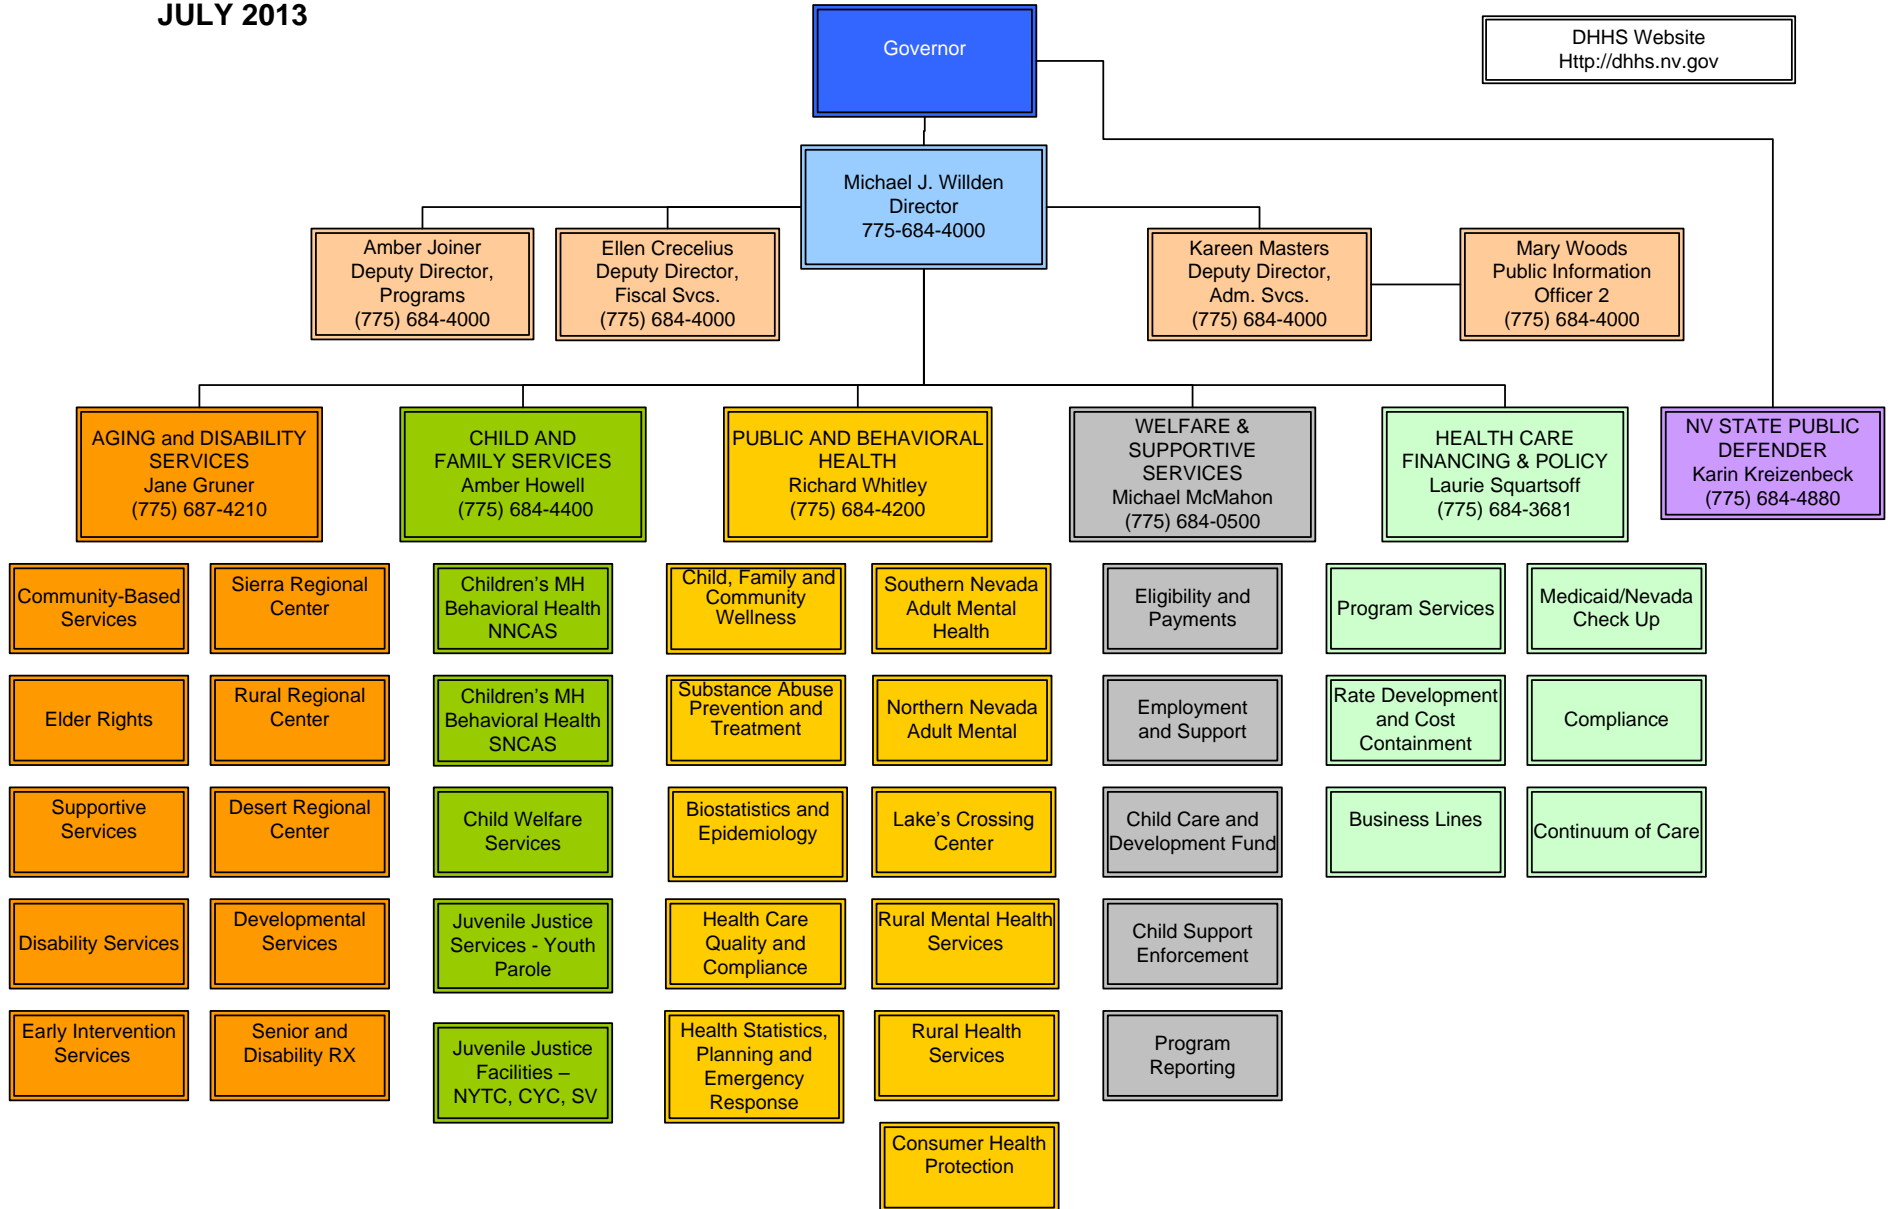 JULY 2013
Governor
DHHS Website
Http://dhhs.nv.gov
Michael J. Willden
Director
775-684-4000
Amber Joiner
Deputy Director,
Programs
(775) 684-4000
Ellen Crecelius
Deputy Director,
Fiscal Svcs.
(775) 684-4000
Kareen Masters
Deputy Director,
Adm. Svcs.
(775) 684-4000
Mary Woods
Public Information
Officer 2
(775) 684-4000
AGING and DISABILITY
SERVICES
Jane Gruner
(775) 687-4210
CHILD AND
FAMILY SERVICES
Amber Howell
(775) 684-4400
PUBLIC AND BEHAVIORAL
HEALTH
Richard Whitley
(775) 684-4200
WELFARE &
SUPPORTIVE
SERVICES
Michael McMahon
(775) 684-0500
HEALTH CARE
FINANCING & POLICY
Laurie Squartsoff
(775) 684-3681
NV STATE PUBLIC
DEFENDER
Karin Kreizenbeck
(775) 684-4880
Community-Based
Services
Sierra Regional
Center
Children's MH
Behavioral Health
NNCAS
Child, Family and
Community
Wellness
Southern Nevada
Adult Mental
Health
Eligibility and
Payments
Program Services
Medicaid/Nevada
Check Up
Elder Rights
Rural Regional
Center
Children's MH
Behavioral Health
SNCAS
Substance Abuse
Prevention and
Treatment
Northern Nevada
Adult Mental
Employment
and Support
Rate Development
and Cost
Containment
Compliance
Supportive
Services
Desert Regional
Center
Child Welfare
Services
Biostatistics and
Epidemiology
Lake's Crossing
Center
Child Care and
Development Fund
Business Lines
Continuum of Care
Disability Services
Developmental
Services
Juvenile Justice
Services - Youth
Parole
Health Care
Quality and
Compliance
Rural Mental Health
Services
Child Support
Enforcement
Early Intervention
Services
Senior and
Disability RX
Juvenile Justice
Facilities –
NYTC, CYC, SV
Health Statistics,
Planning and
Emergency
Response
Rural Health
Services
Program
Reporting
Consumer Health
Protection